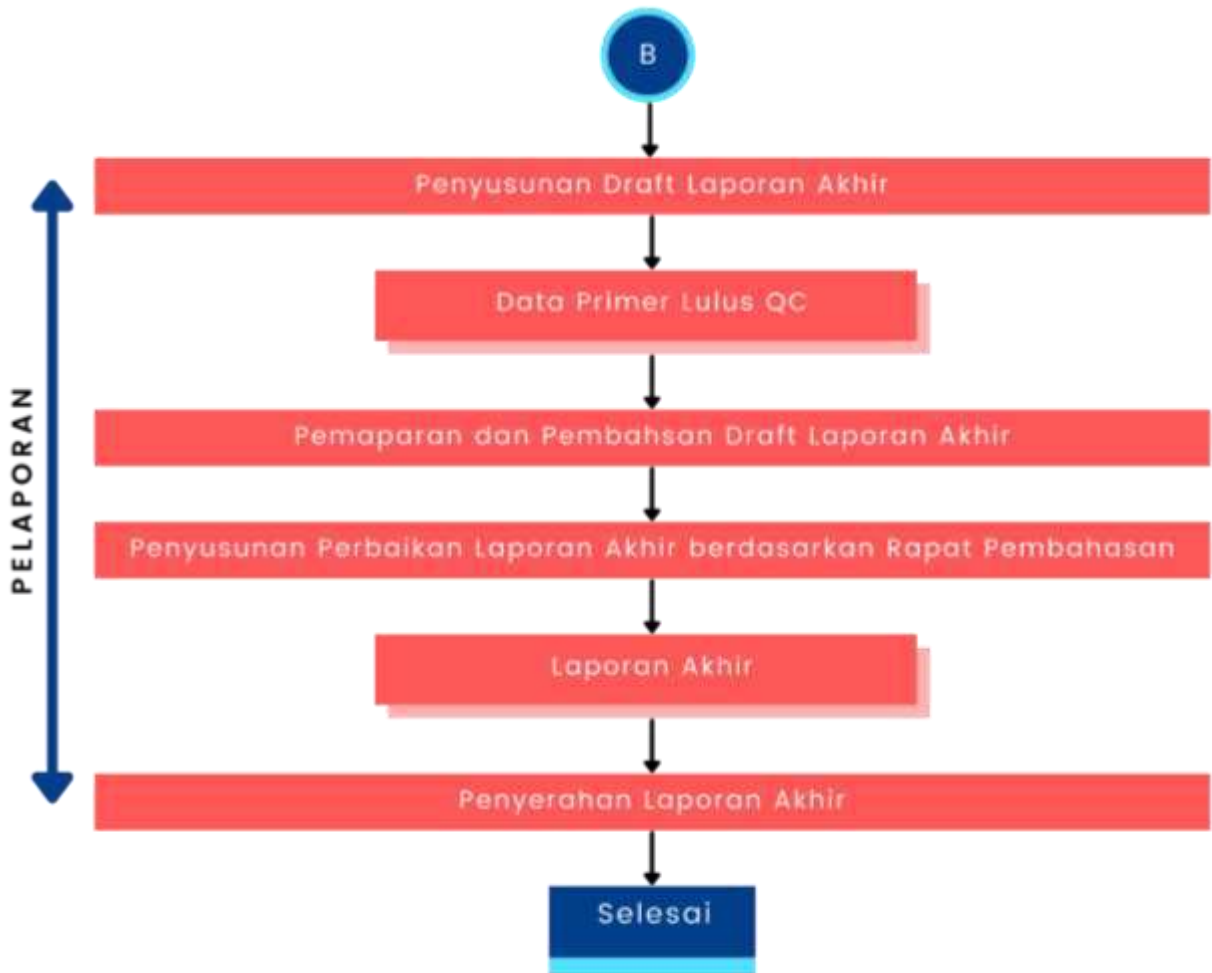 B
Penyusunan Draft Laporan Akhir
Data Primer Lulus QC
Pemaparan dan Pembahsan Draft Laporan Akhir
Penyusunan Perbaikan Laporan Akhir berdasarkan Rapat Pembahasan
Laporan Akhir
Penyerahan Laporan Akhir
Selesai
PELAPORAN